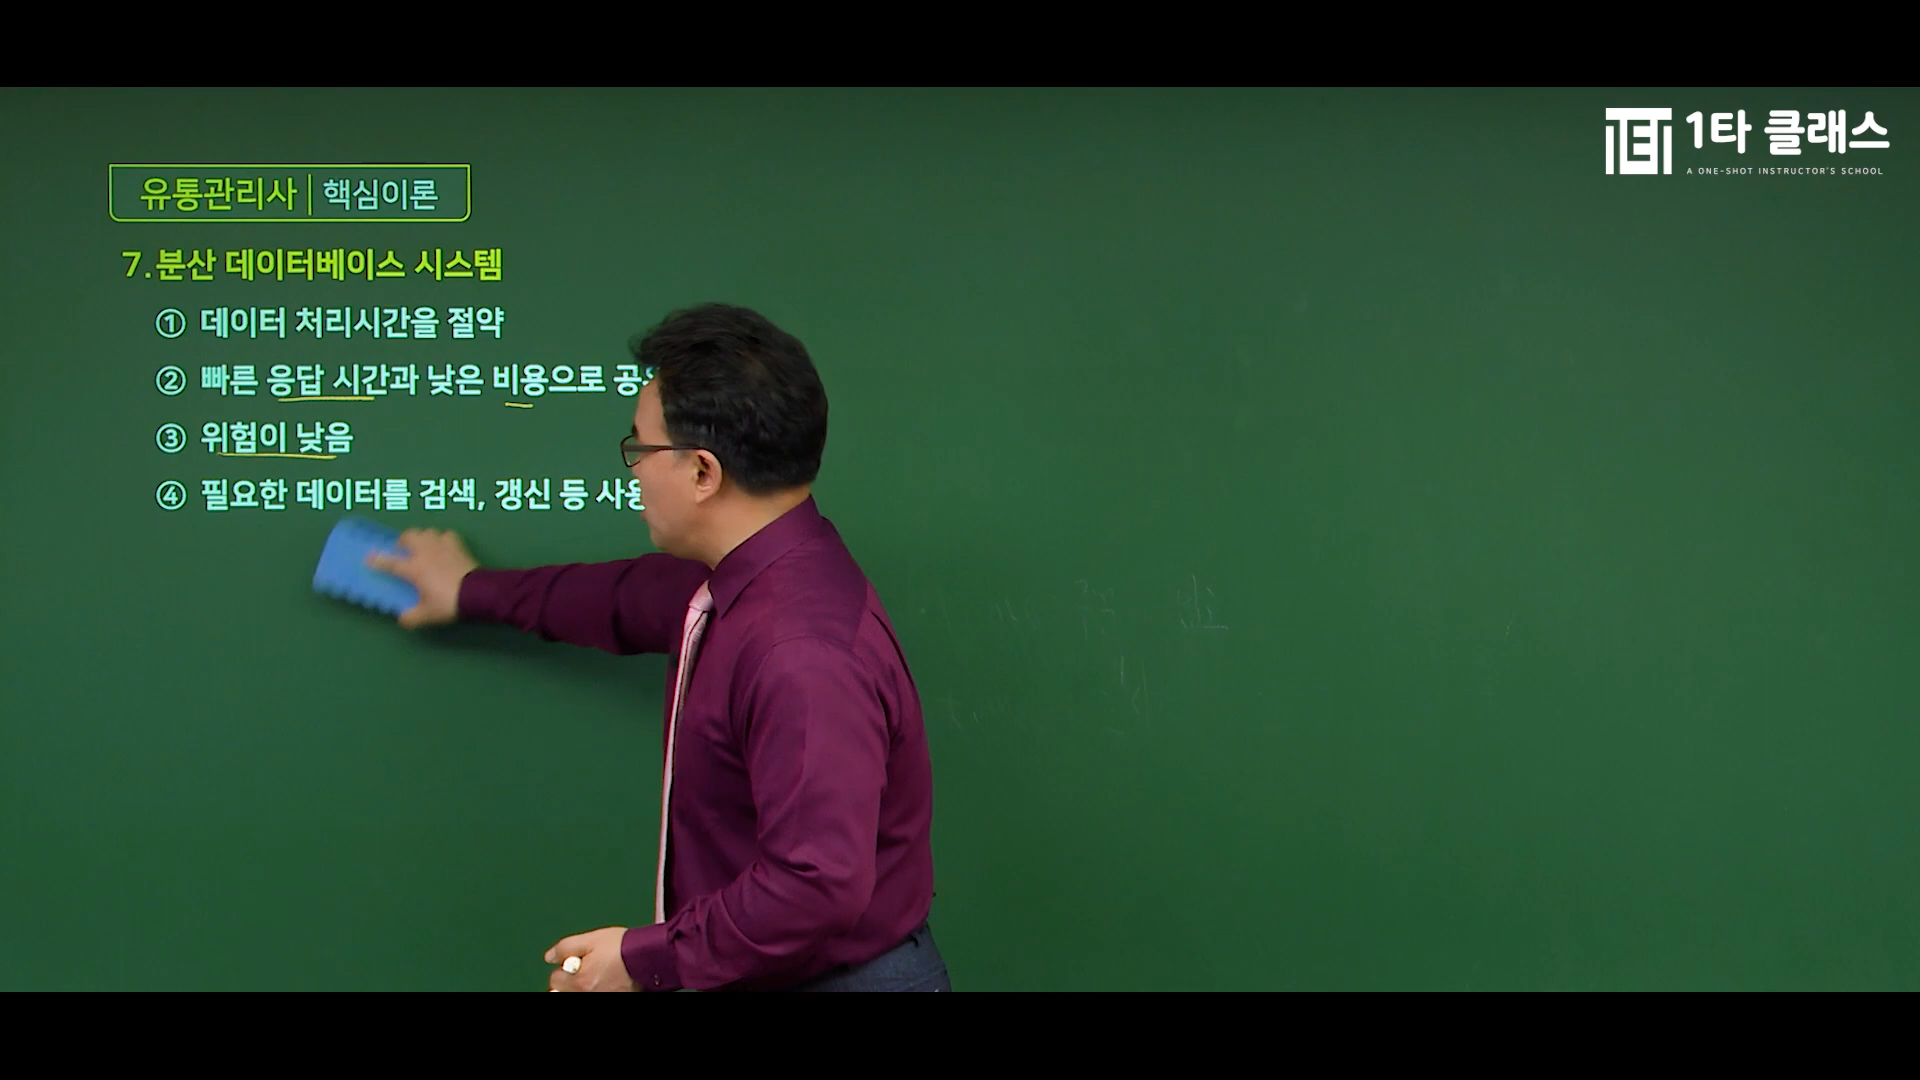 1타 클래스
A ONE-SHOT INSTRUCTOR'S SCHOOL
유통관리사 | 핵심이론
7. 분산 데이터베이스 시스템
① 데이터 처리시간을 절약
② 빠른 응답 시간과 낮은 비용으로
③ 위험이 낮음
④ 필요한 데이터를 검색, 갱신 등